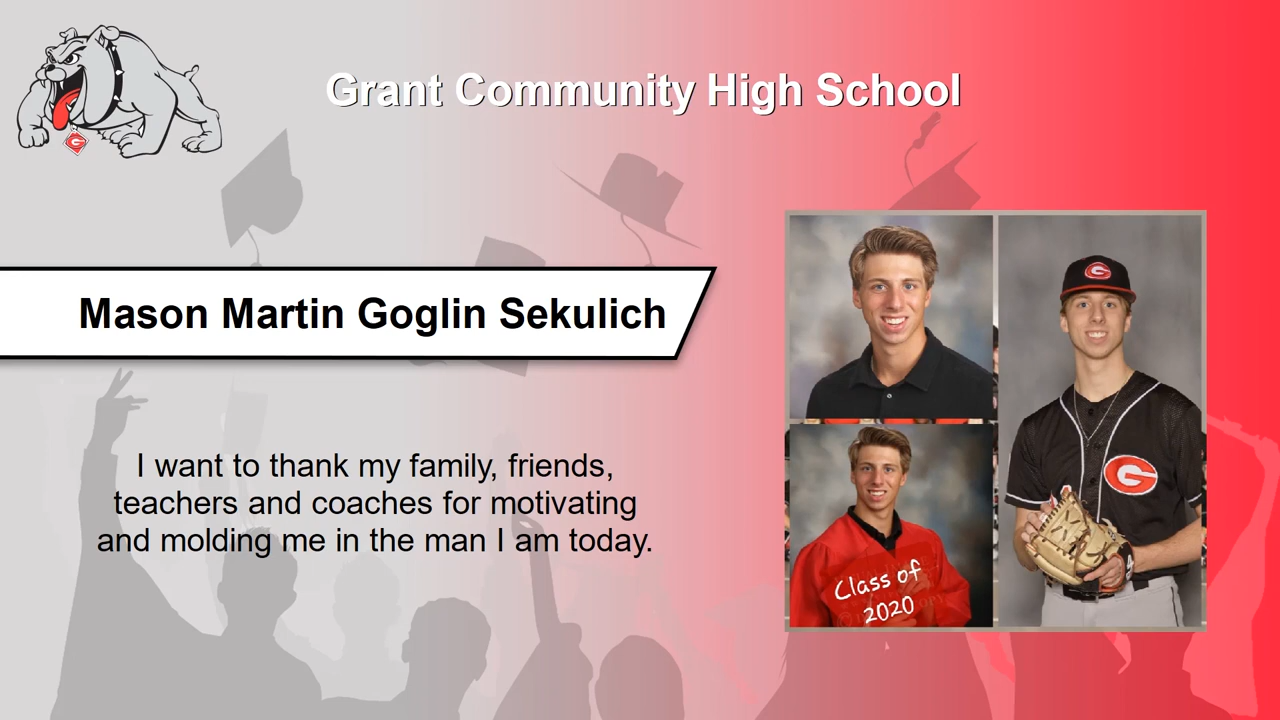 Grant Community High School
G
Mason Martin Goglin Sekulich
I want to thank my family, friends,
teachers and coaches for motivating
and molding me in the man I am today.
G
G
Class of
2020